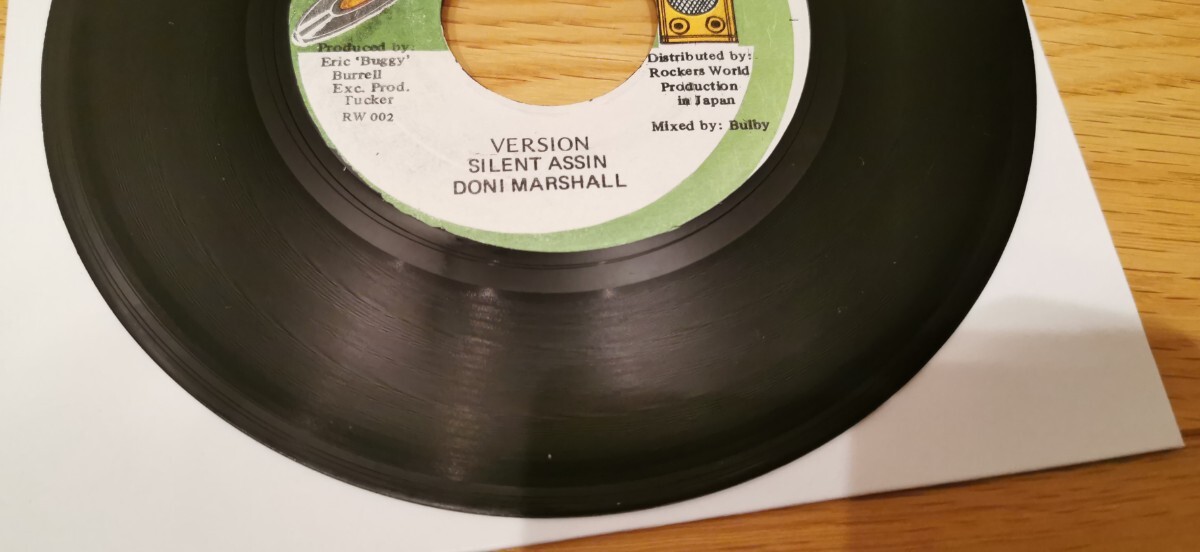 Produced by:
Eric 'Buggy'
Burrell
Exc. Prod.
Tucker
RW 002
Distributed by:
Rockers World
Production
in Japan
Mixed by: Bulby
VERSION
SILENT ASSIN
DONI MARSHALL